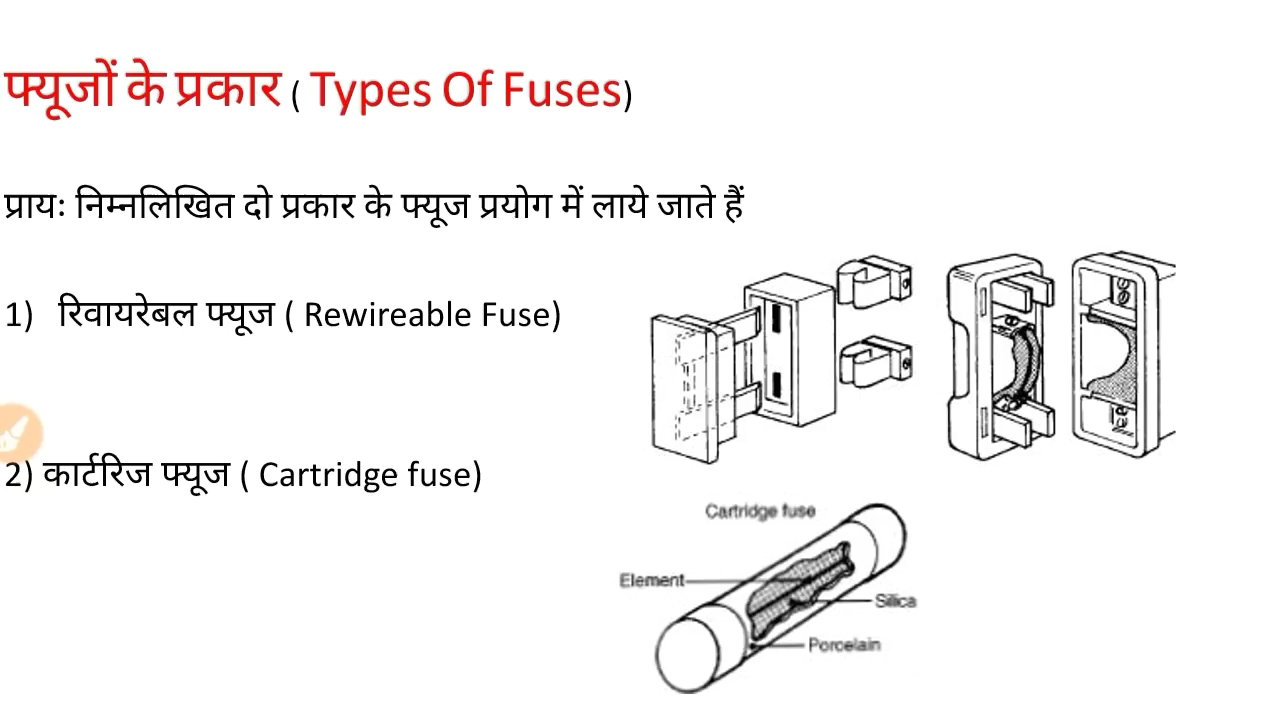 फ्यूजों के प्रकार ( Types Of Fuses)
प्रायः निम्नलिखित दो प्रकार के फ्यूज प्रयोग में लाये जाते हैं
1) रिवायरेबल फ्यूज ( Rewireable Fuse)
2) कार्टरिज फ्यूज ( Cartridge fuse)
Cartridge fuse
Element
Silica
Porcelain